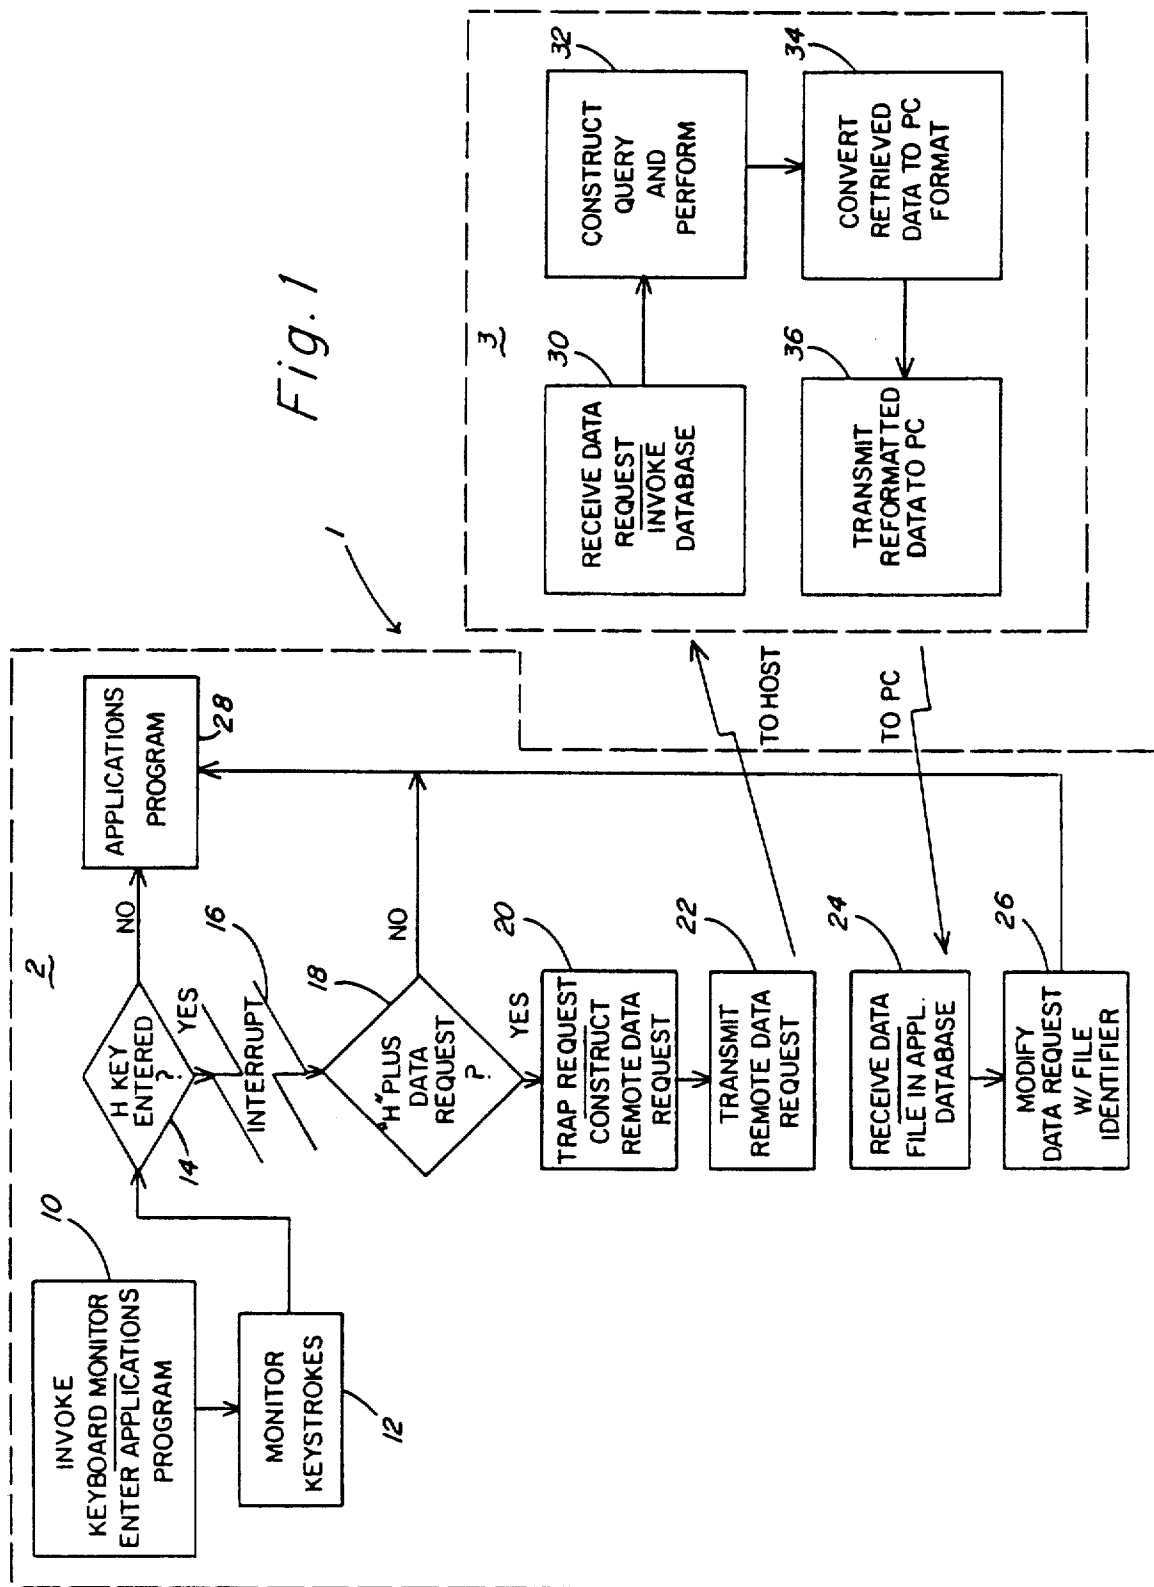 Fig. 1
1
2
10
INVOKE
KEYBOARD MONITOR
ENTER APPLICATIONS
PROGRAM
MONITOR
KEYSTROKES
12
H KEY
ENTERED
?
14
NO
APPLICATIONS
PROGRAM
28
YES
INTERRUPT
16
18
"H" PLUS
DATA
REQUEST
?
NO
YES
20
TRAP REQUEST
CONSTRUCT
REMOTE DATA
REQUEST
22
TRANSMIT
REMOTE DATA
REQUEST
24
RECEIVE DATA
FILE IN APPL.
DATABASE
26
MODIFY
DATA REQUEST
W/ FILE
IDENTIFIER
TO HOST
TO PC
3
30
RECEIVE DATA
REQUEST
INVOKE
DATABASE
32
CONSTRUCT
QUERY
AND
PERFORM
34
CONVERT
RETRIEVED
DATA TO PC
FORMAT
36
TRANSMIT
REFORMATTED
DATA TO PC